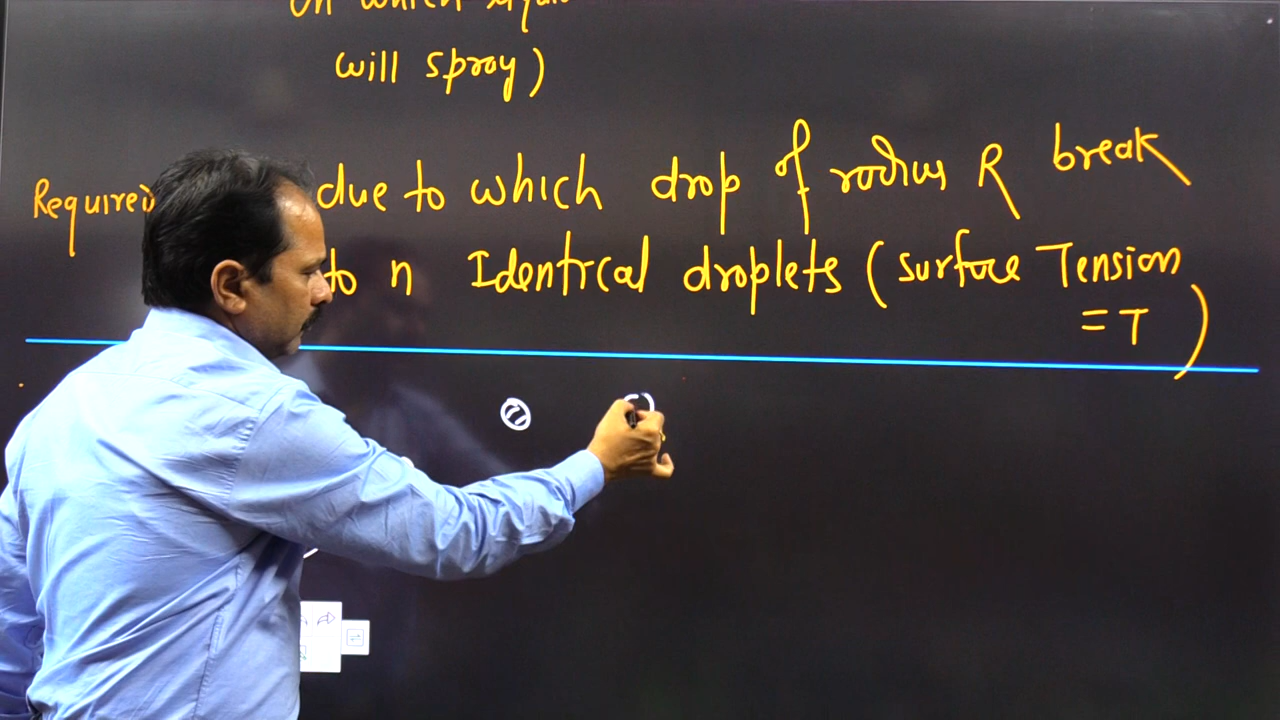 will spray)
Required due to which drop of radius R break
to n Identical droplets (surface Tension
= T )